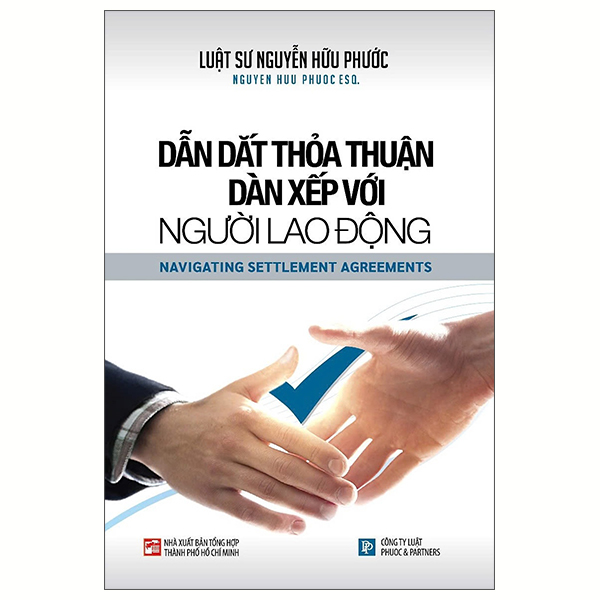 LUẬT SƯ NGUYỄN HỮU PHƯỚC
NGUYEN HUU PHUOC ESQ.
DẪN DẮT THỎA THUẬN
DÀN XẾP VỚI
NGƯỜI LAO ĐỘNG
NAVIGATING SETTLEMENT AGREEMENTS
NHÀ XUẤT BẢN TỔNG HỢP
THÀNH PHỐ HỒ CHÍ MINH
CÔNG TY LUẬT
PHUOC & PARTNERS